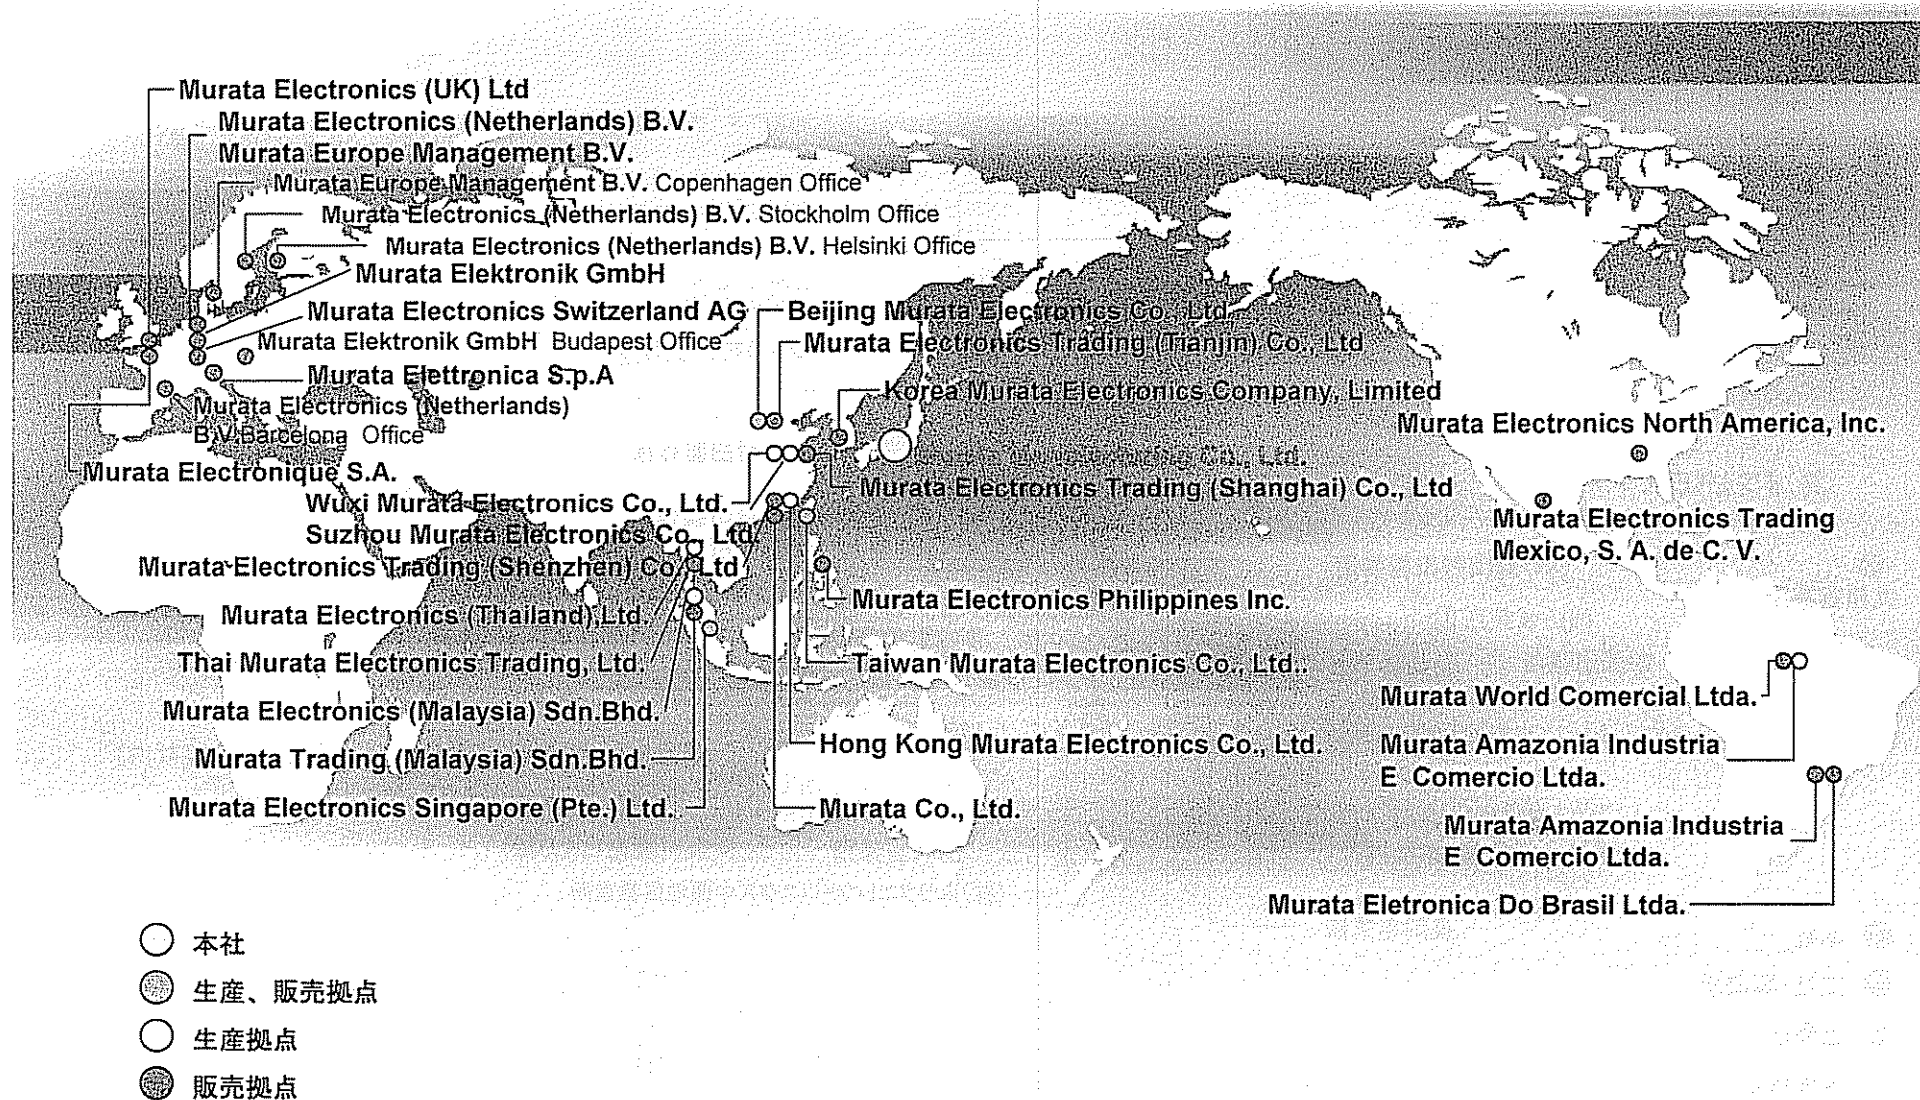 Murata Electronics (UK) Ltd
Murata Electronics (Netherlands) B.V.
Murata Europe Management B.V.
Murata Europe Management B.V. Copenhagen Office
Murata Electronics (Netherlands) B.V. Stockholm Office
Murata Electronics (Netherlands) B.V. Helsinki Office
Murata Elektronik GmbH
Murata Electronics Switzerland AG
Murata Elektronik GmbH Budapest Office
Murata Elettronica S.p.A
Murata Electronics (Netherlands)
B.V.Barcelona Office
Murata Electronique S.A.
Beijing Murata Electronics Co., Ltd
Murata Electronics Trading (Tianjin) Co., Ltd
Korea Murata Electronics Company, Limited
Co., Ltd.
Murata Electronics Trading (Shanghai) Co., Ltd
Wuxi Murata Electronics Co., Ltd.
Suzhou Murata Electronics Co., Ltd.
Murata Electronics Trading (Shenzhen) Co., Ltd
Murata Electronics (Thailand),Ltd.
Thai Murata Electronics Trading, Ltd.
Murata Electronics (Malaysia) Sdn.Bhd.
Murata Trading (Malaysia) Sdn.Bhd.
Murata Electronics Singapore (Pte.) Ltd.
Murata Electronics Philippines Inc.
Taiwan Murata Electronics Co., Ltd..
Hong Kong Murata Electronics Co., Ltd.
Murata Co., Ltd.
Murata Electronics North America, Inc.
Murata Electronics Trading
Mexico, S. A. de C. V.
Murata World Comercial Ltda.
Murata Amazonia Industria
E Comercio Ltda.
Murata Amazonia Industria
E Comercio Ltda.
Murata Eletronica Do Brasil Ltda.
本社
生産、販売拠点
生産拠点
販売拠点